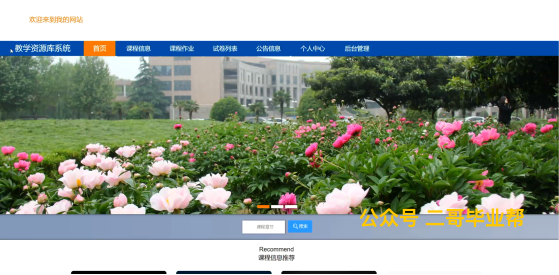 欢迎来到我的网站
教学资源库系统 首页 课程信息 课程作业 试卷列表 公告信息 个人中心 后台管理
公众号 二哥毕业帮
课程名称 搜索
Recommend
课程信息推荐